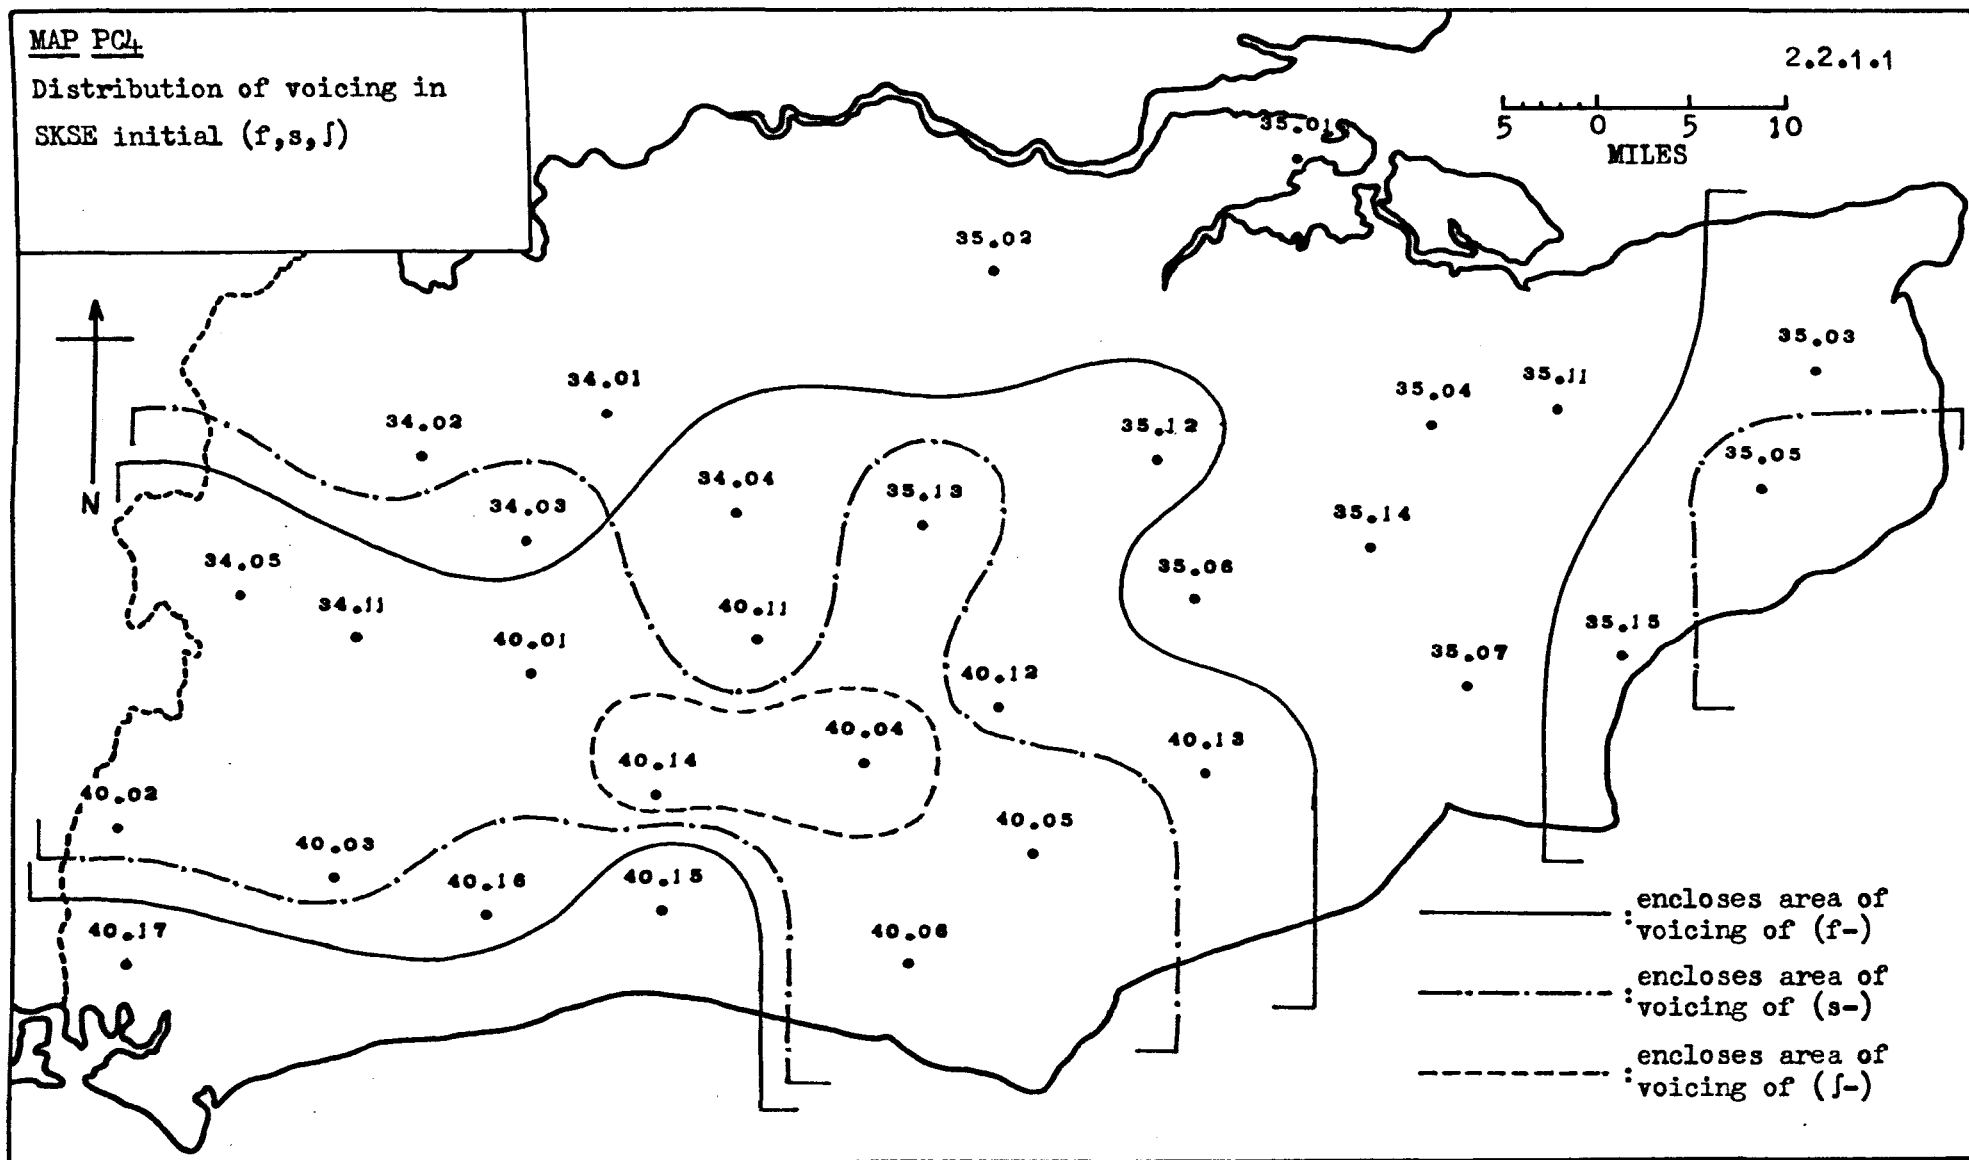 MAP PC4
Distribution of voicing in
SKSE initial (f,s,ʃ)
2.2.1.1
5 0 5 10
MILES
35.01
35.02
N
34.01
34.02
34.03
34.04
34.05
34.11
35.03
35.04
35.11
35.05
35.12
35.13
35.14
35.06
35.15
35.07
40.11
40.01
40.12
40.13
40.04
40.14
40.02
40.03
40.05
40.16
40.15
40.17
40.06
: encloses area of
voicing of (f-)
: encloses area of
voicing of (s-)
: encloses area of
voicing of (ʃ-)